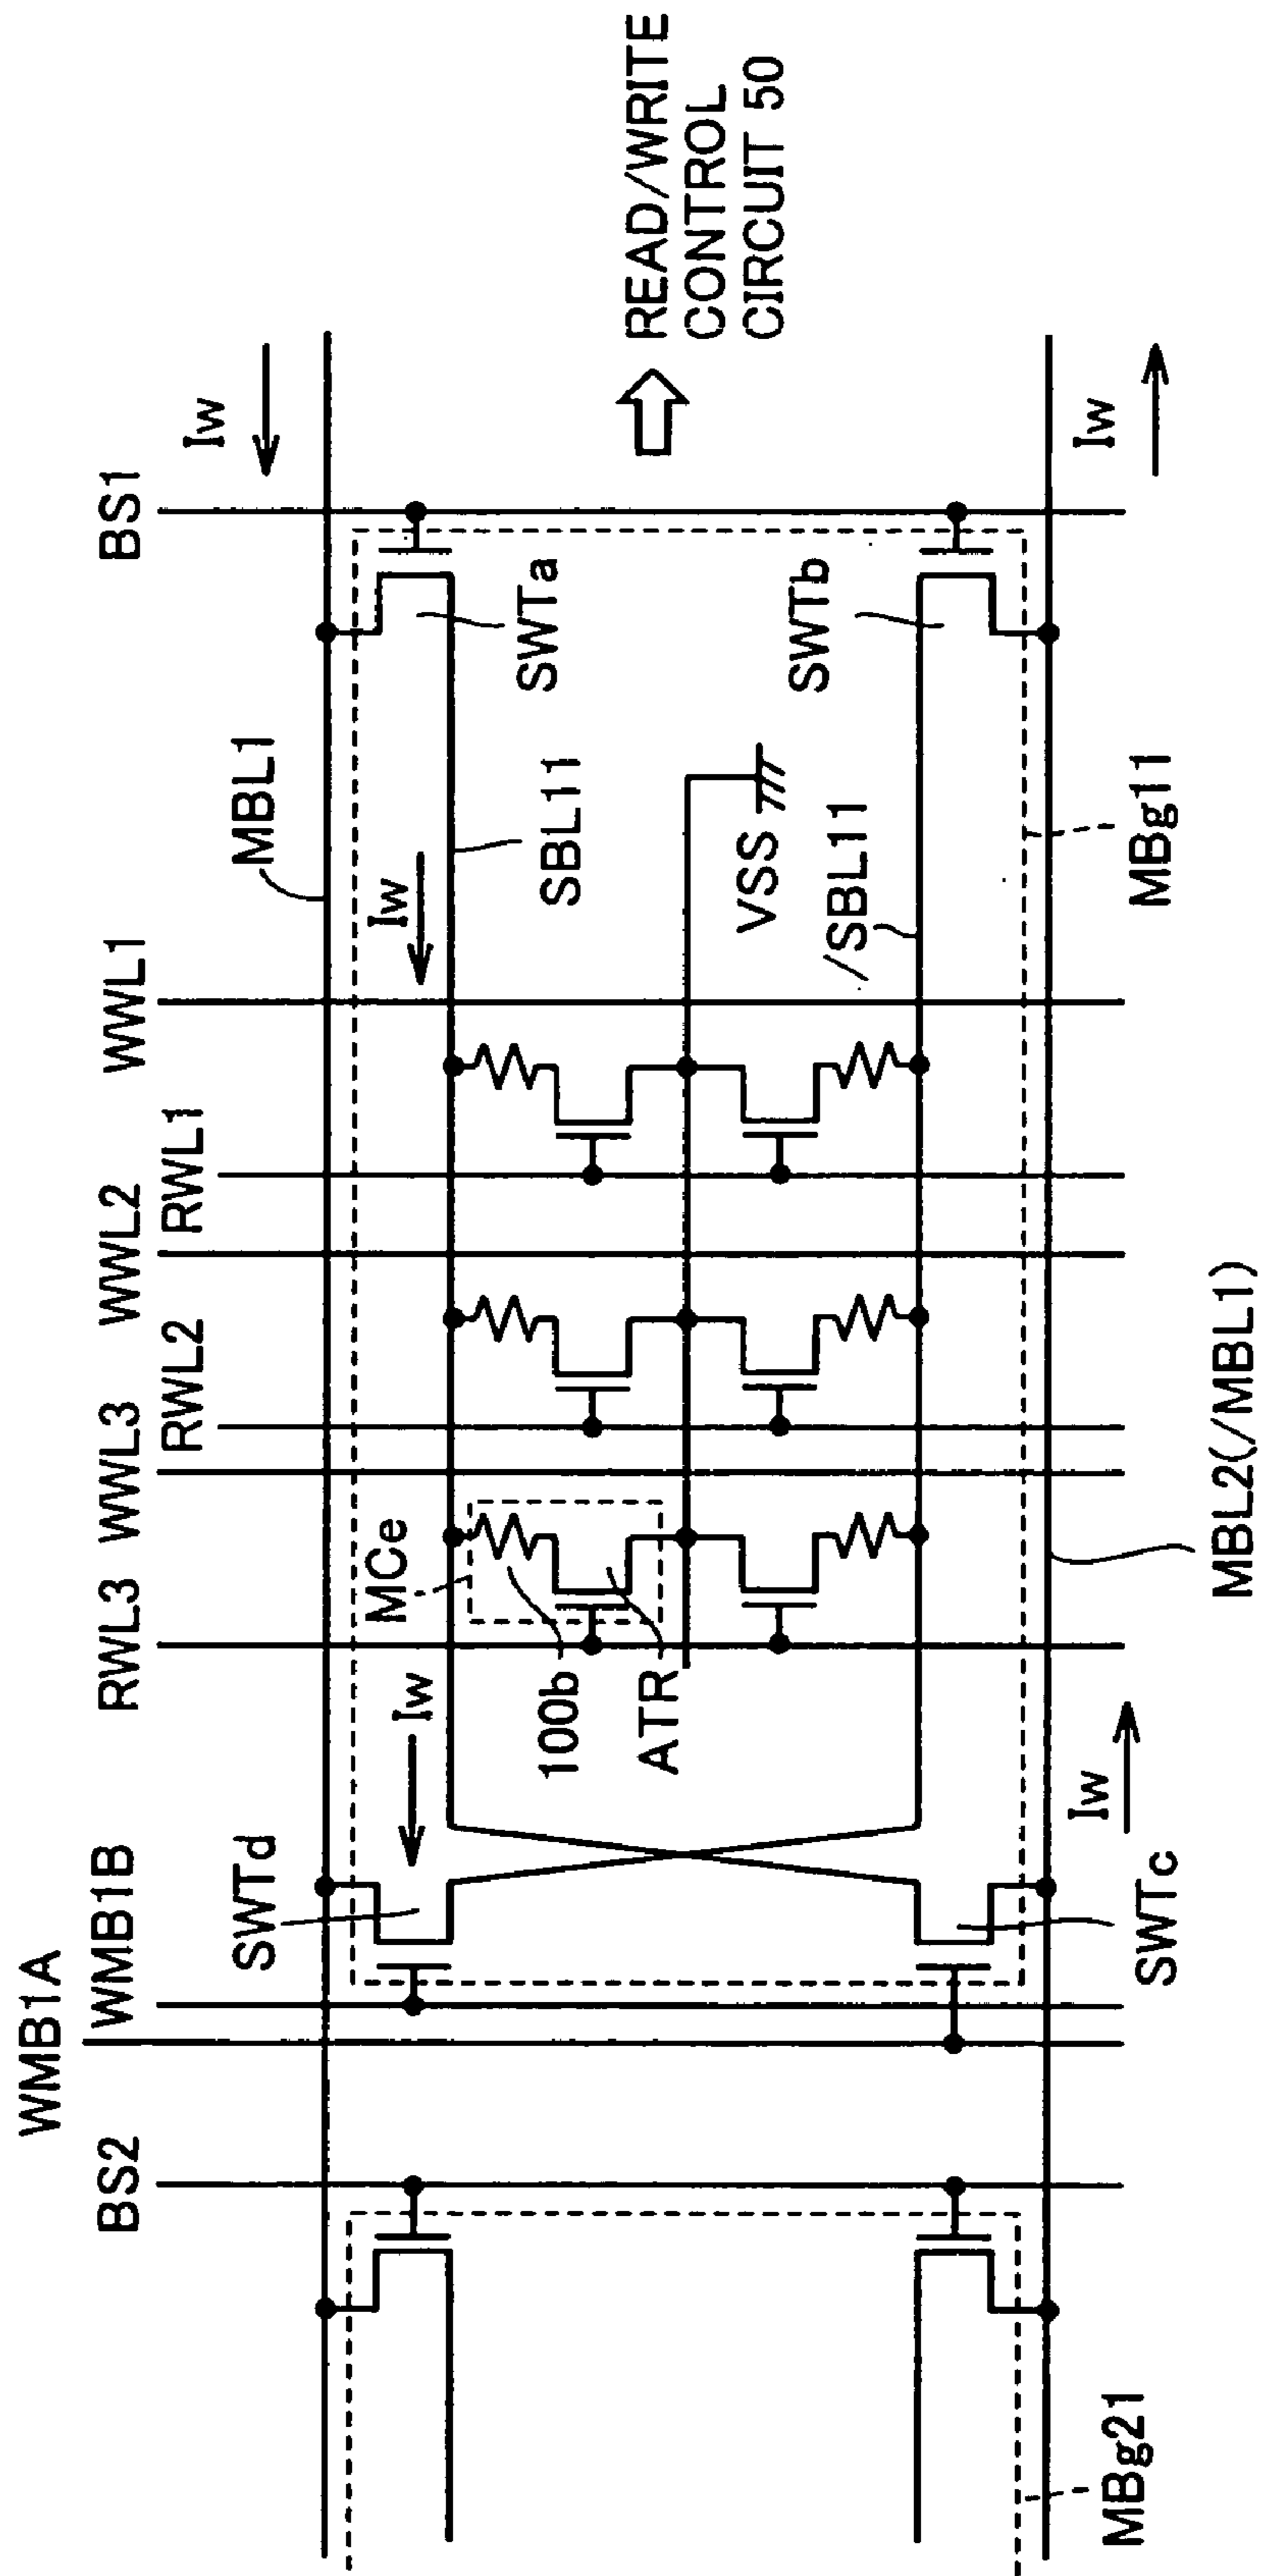 WMB1A
BS2
WMB1B
RWL3
WWL3
RWL2
WWL2
RWL1
WWL1
BS1
Iw
MBL1
SWTd
Iw
MCe
Iw
SBL11
SWTa
100b
ATR
VSS
/SBL11
SWTb
READ/WRITE
CONTROL
CIRCUIT 50
Iw
Iw
MBg21
SWTc
MBL2(/MBL1)
MBg11